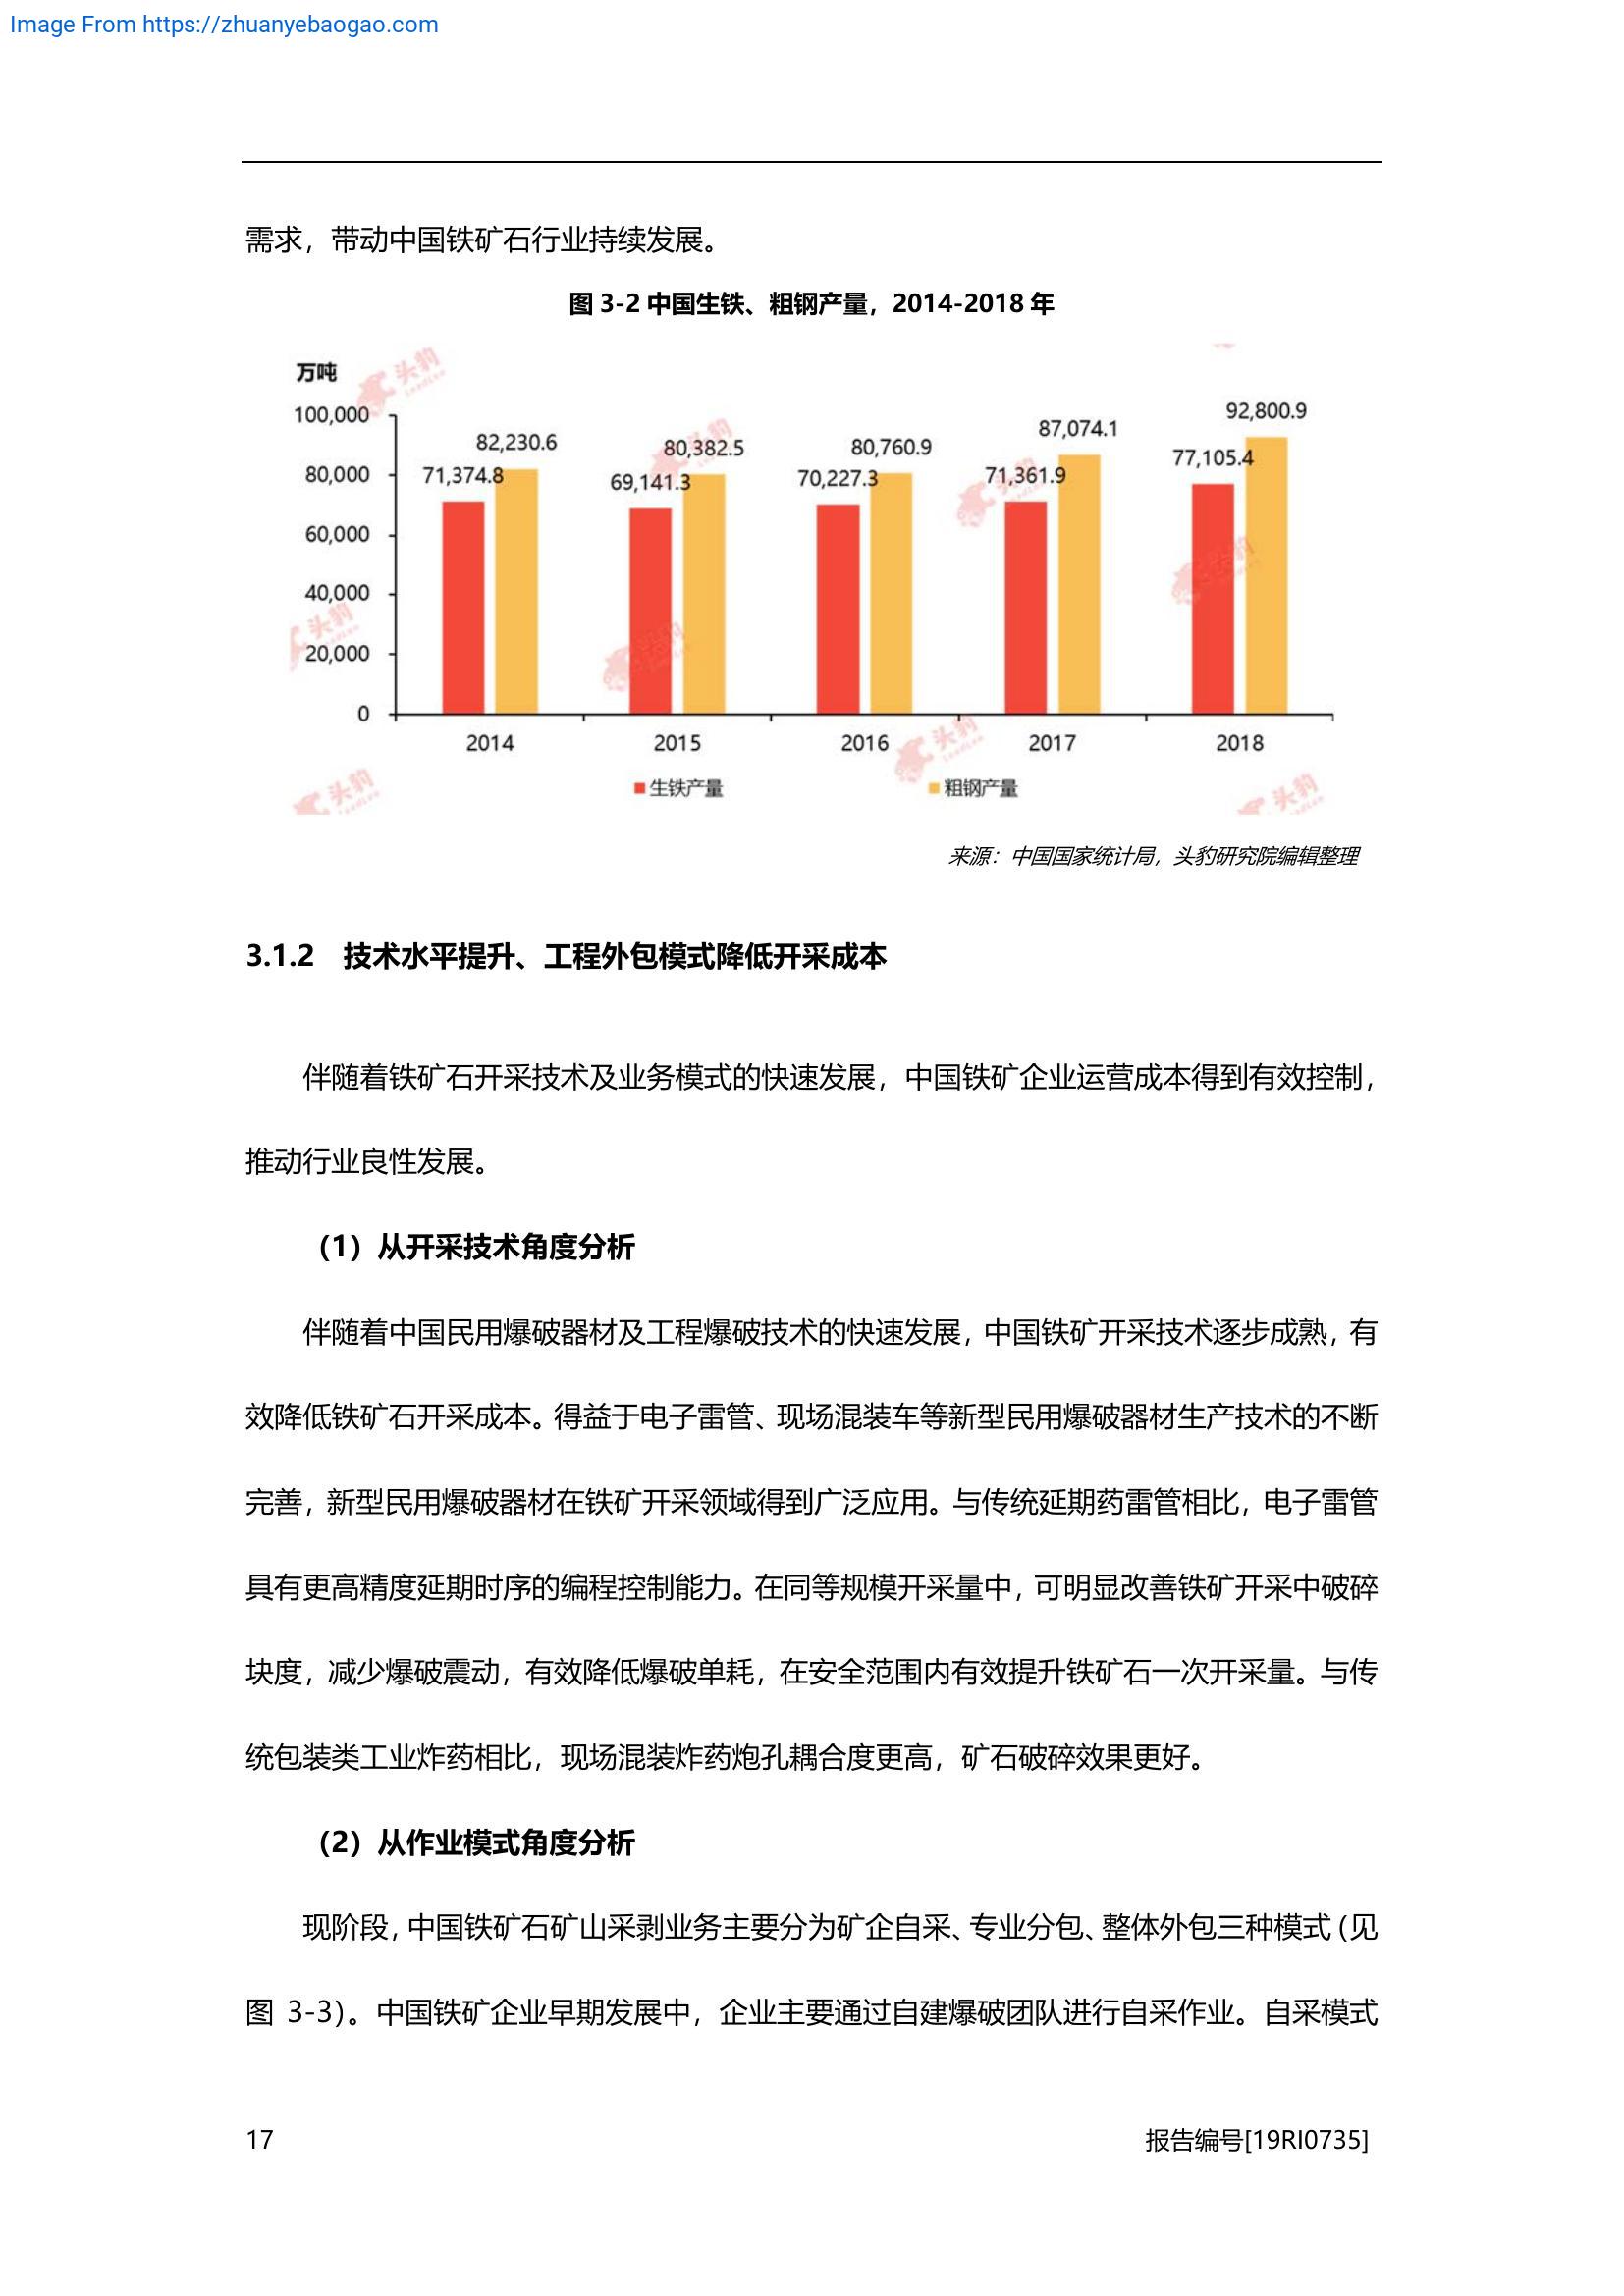 Image From https://zhuanyebaogao.com
需求，带动中国铁矿石行业持续发展。
图 3-2 中国生铁、粗钢产量，2014-2018 年
万吨
头豹
头豹
100,000
80,000
60,000
40,000
20,000
0
71,374.8
82,230.6
69,141.3
80,382.5
70,227.3
80,760.9
71,361.9
87,074.1
77,105.4
92,800.9
2014
2015
2016
2017
2018
头豹
头豹
头豹
头豹
生铁产量
粗钢产量
来源：中国国家统计局，头豹研究院编辑整理
3.1.2 技术水平提升、工程外包模式降低开采成本
伴随着铁矿石开采技术及业务模式的快速发展，中国铁矿企业运营成本得到有效控制，
推动行业良性发展。
（1）从开采技术角度分析
伴随着中国民用爆破器材及工程爆破技术的快速发展，中国铁矿开采技术逐步成熟，有
效降低铁矿石开采成本。得益于电子雷管、现场混装车等新型民用爆破器材生产技术的不断
完善，新型民用爆破器材在铁矿开采领域得到广泛应用。与传统延期药雷管相比，电子雷管
具有更高精度延期时序的编程控制能力。在同等规模开采量中，可明显改善铁矿开采中破碎
块度，减少爆破震动，有效降低爆破单耗，在安全范围内有效提升铁矿石一次开采量。与传
统包装类工业炸药相比，现场混装炸药炮孔耦合度更高，矿石破碎效果更好。
（2）从作业模式角度分析
现阶段，中国铁矿石矿山采剥业务主要分为矿企自采、专业分包、整体外包三种模式（见
图 3-3）。中国铁矿企业早期发展中，企业主要通过自建爆破团队进行自采作业。自采模式
17
报告编号[19RI0735]